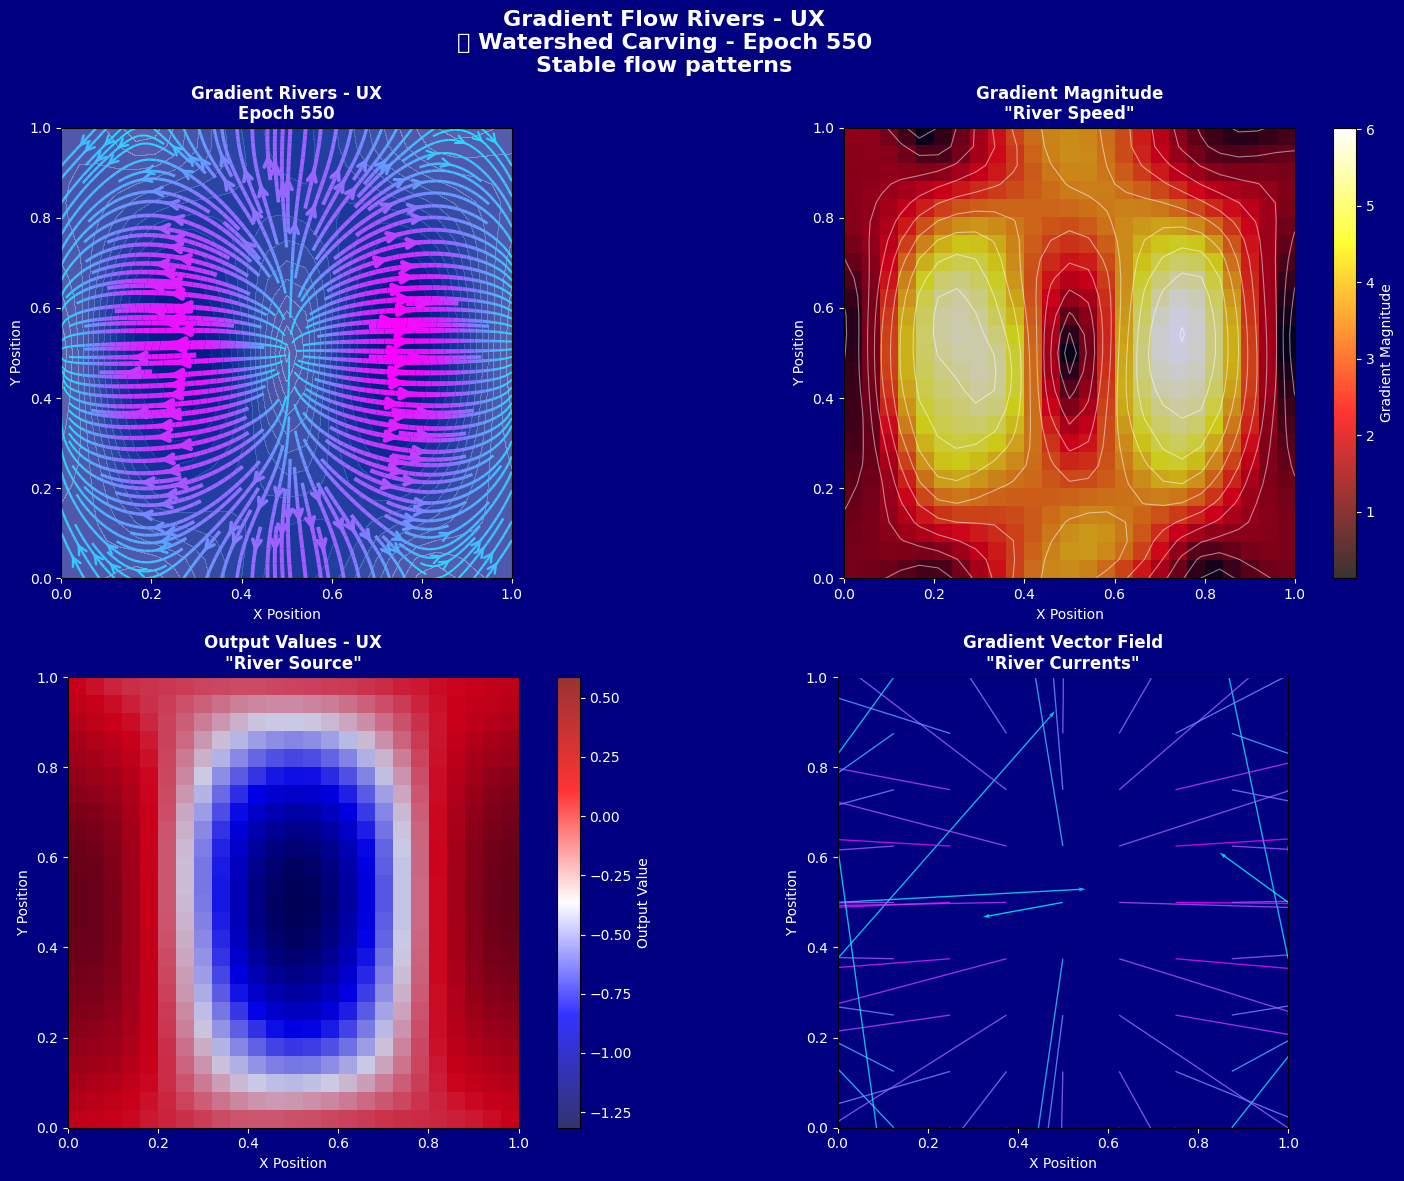 Gradient Flow Rivers - UX
Watershed Carving - Epoch 550
Stable flow patterns
Gradient Rivers - UX
Epoch 550
1.0
0.8
0.6
0.4
0.2
0.0
Y Position
0.0 0.2 0.4 0.6 0.8 1.0
X Position
Gradient Magnitude
"River Speed"
1.0
0.8
0.6
0.4
0.2
0.0
Y Position
0.0 0.2 0.4 0.6 0.8 1.0
X Position
6
5
4
3
2
1
Gradient Magnitude
Output Values - UX
"River Source"
1.0
0.8
0.6
0.4
0.2
0.0
Y Position
0.0 0.2 0.4 0.6 0.8 1.0
X Position
0.50
0.25
0.00
−0.25
−0.50
−0.75
−1.00
−1.25
Output Value
Gradient Vector Field
"River Currents"
1.0
0.8
0.6
0.4
0.2
0.0
Y Position
0.0 0.2 0.4 0.6 0.8 1.0
X Position